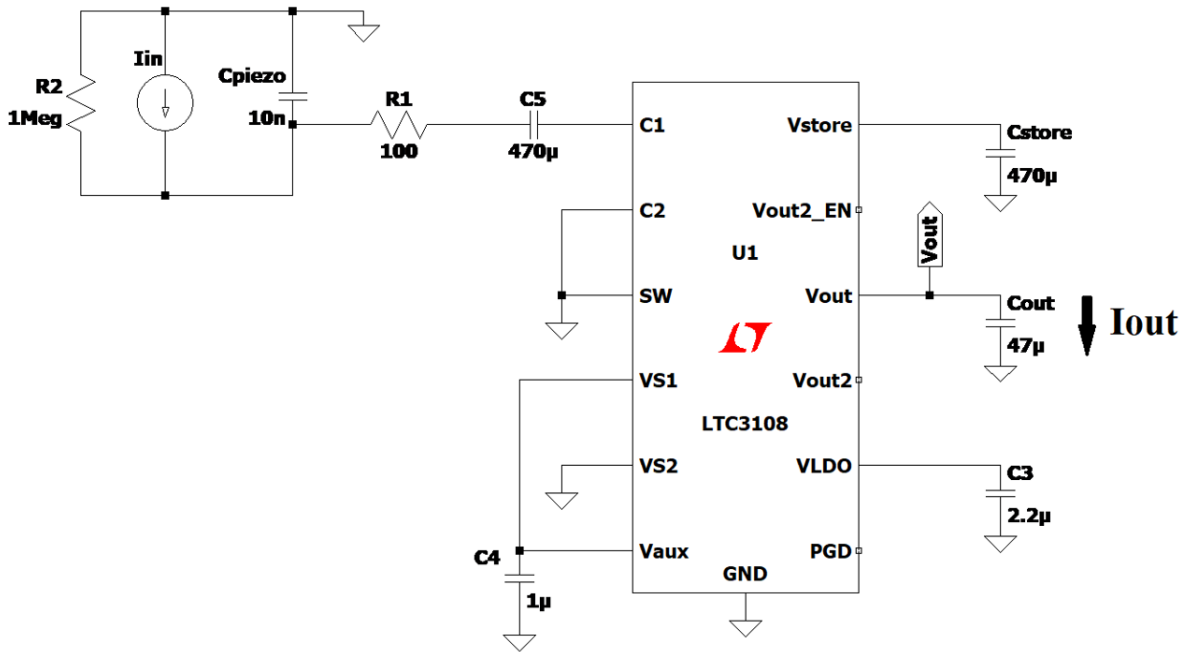 Iin
R2
1Meg
Cpiezo
10n
R1
100
C5
470µ
C1
C2
SW
VS1
VS2
Vaux
Vstore
Vout2_EN
U1
Vout
Vout2
LTC3108
VLDO
PGD
GND
C4
1µ
Cstore
470µ
Vout
Cout
47µ
Iout
C3
2.2µ